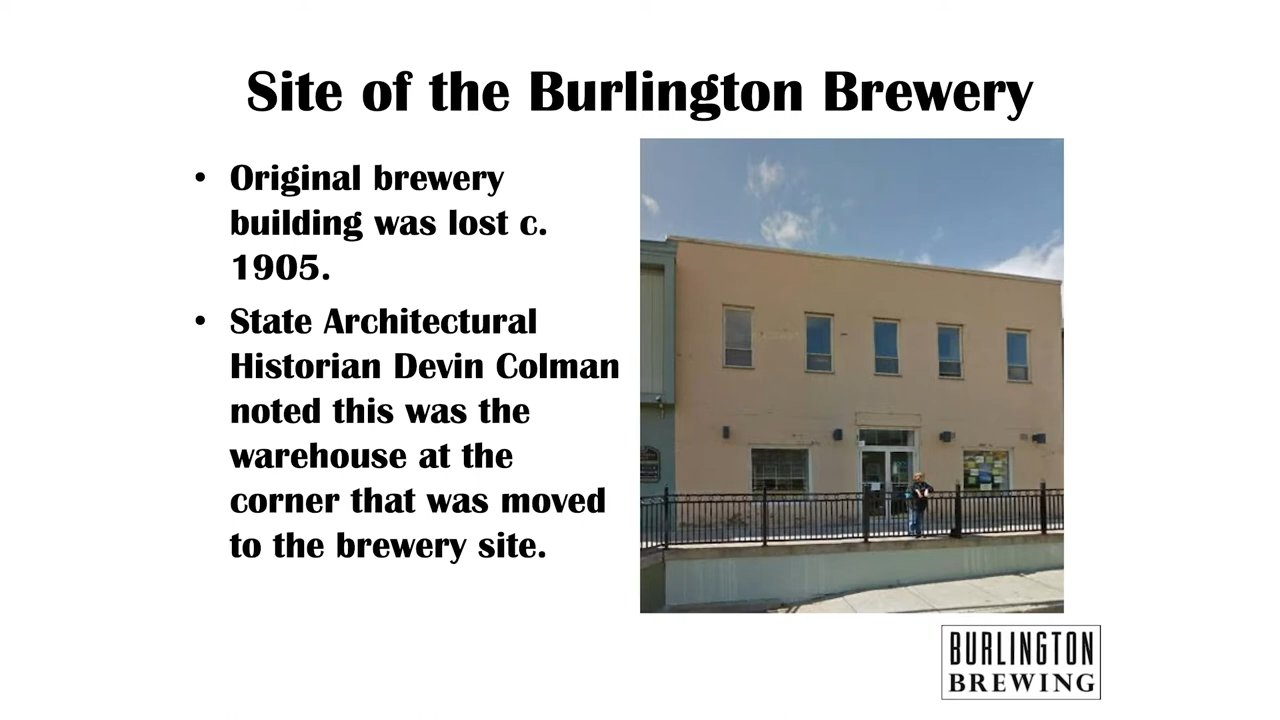 Site of the Burlington Brewery
• Original brewery
building was lost c.
1905.
• State Architectural
Historian Devin Colman
noted this was the
warehouse at the
corner that was moved
to the brewery site.
BURLINGTON
BREWING